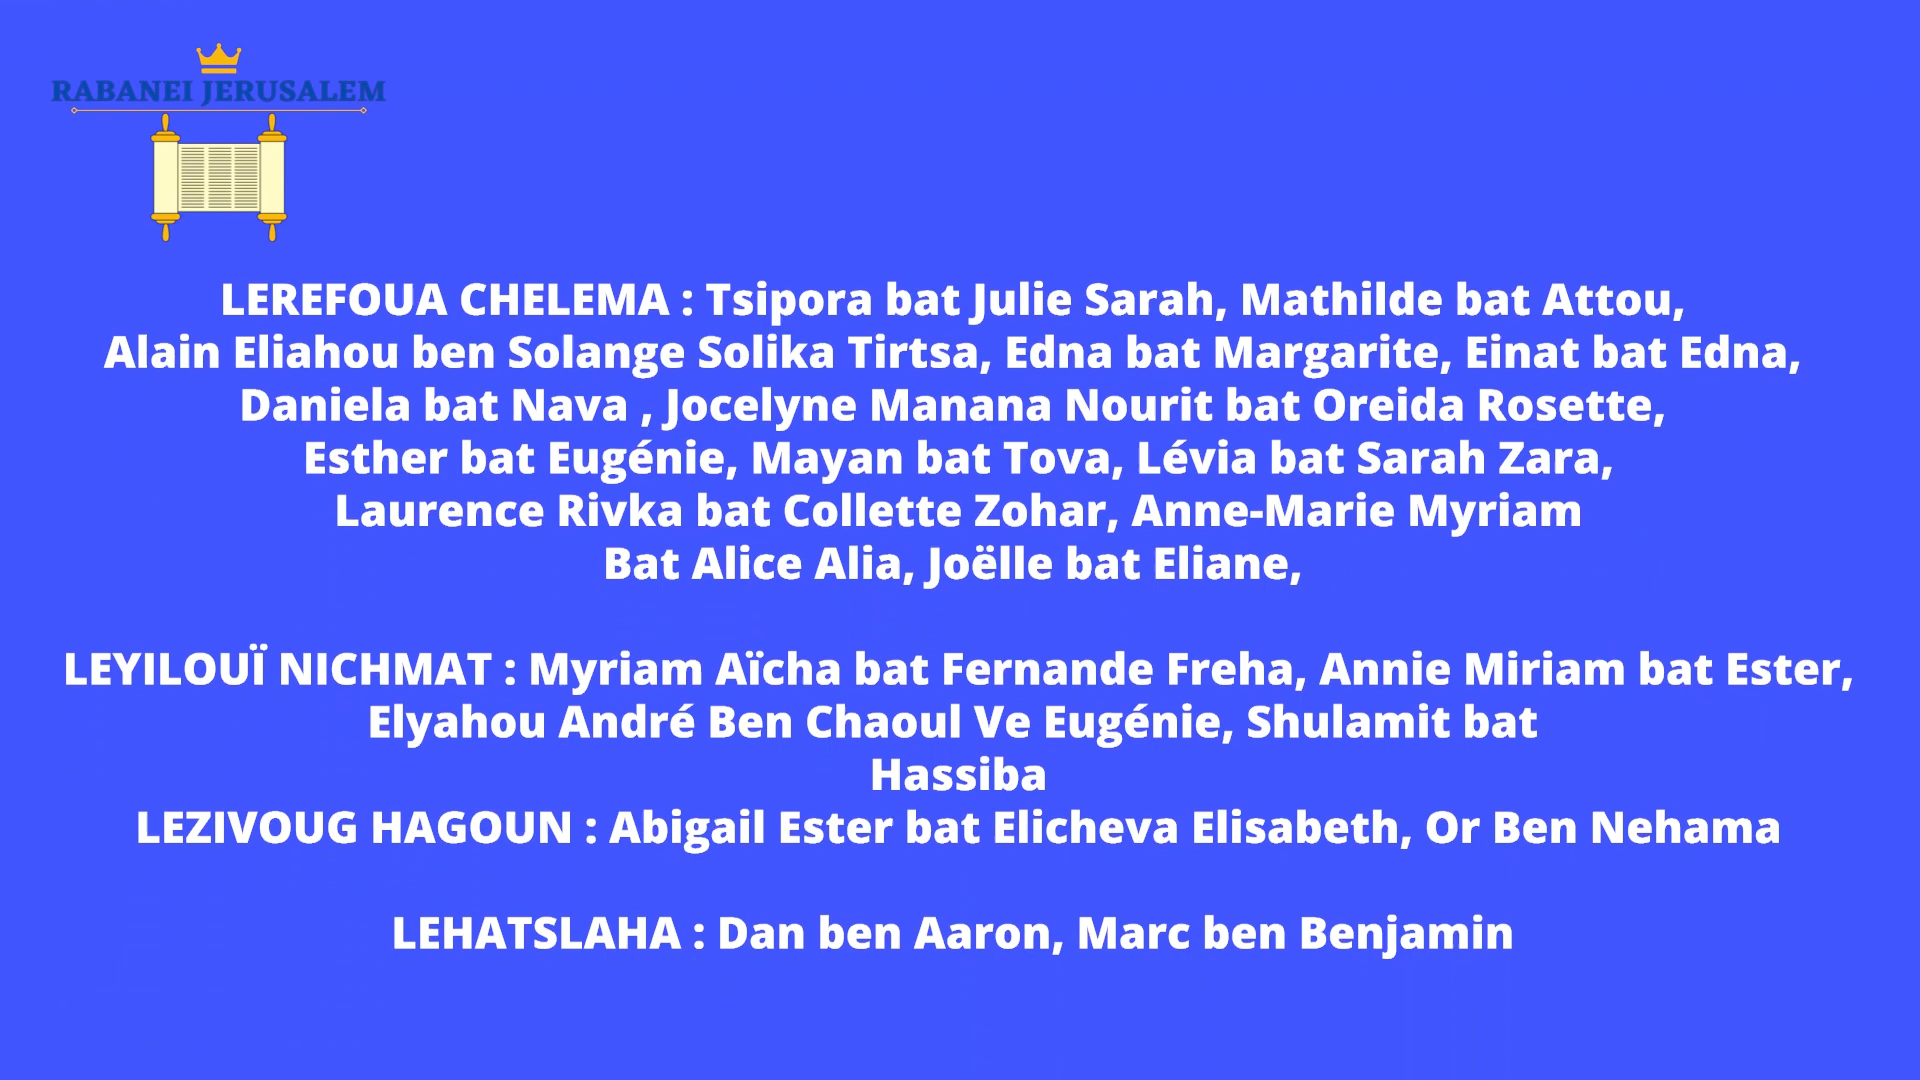 RABANEI JERUSALEM
LEREFOUA CHELEMA : Tsipora bat Julie Sarah, Mathilde bat Attou,
Alain Eliahou ben Solange Solika Tirtsa, Edna bat Margarite, Einat bat Edna,
Daniela bat Nava , Jocelyne Manana Nourit bat Oreida Rosette,
Esther bat Eugénie, Mayan bat Tova, Lévia bat Sarah Zara,
Laurence Rivka bat Collette Zohar, Anne-Marie Myriam
Bat Alice Alia, Joëlle bat Eliane,
LEYILOUÏ NICHMAT : Myriam Aïcha bat Fernande Freha, Annie Miriam bat Ester,
Elyahou André Ben Chaoul Ve Eugénie, Shulamit bat
Hassiba
LEZIVOUG HAGOUN : Abigail Ester bat Elicheva Elisabeth, Or Ben Nehama
LEHATSLAHA : Dan ben Aaron, Marc ben Benjamin